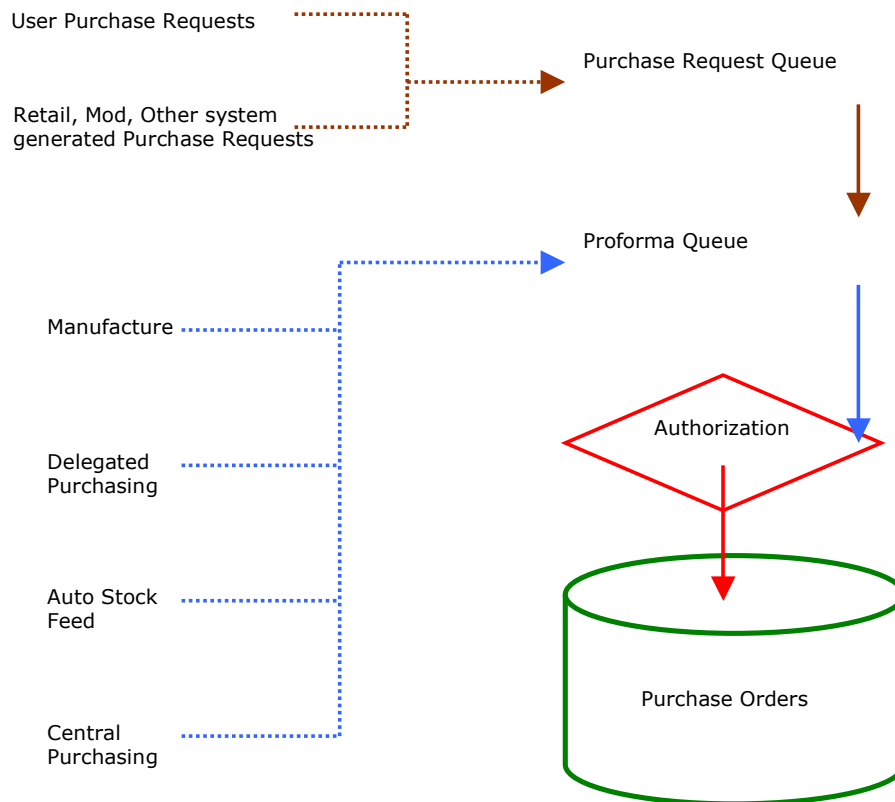 User Purchase Requests
Purchase Request Queue
Retail, Mod, Other system
generated Purchase Requests
Proforma Queue
Manufacture
Authorization
Delegated
Purchasing
Auto Stock
Feed
Purchase Orders
Central
Purchasing